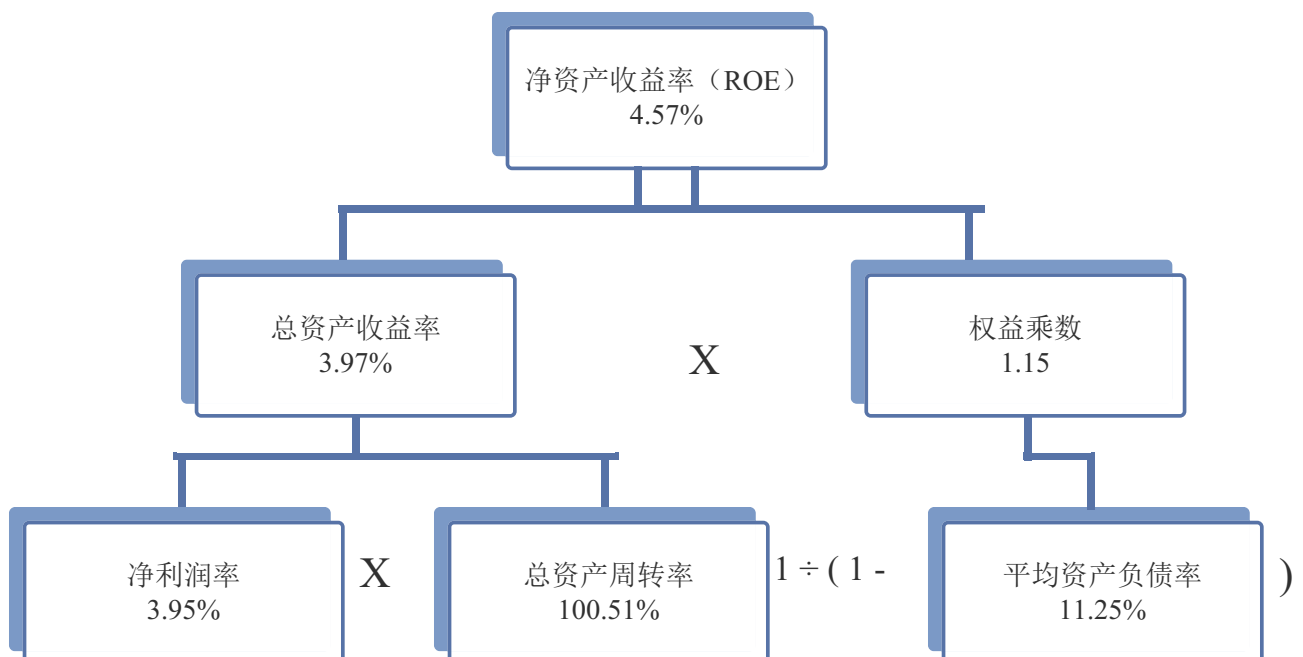 净资产收益率（ROE）
4.57%
总资产收益率
3.97%
X
权益乘数
1.15
净利润率
3.95%
X
总资产周转率
100.51%
1 ÷ ( 1 -
平均资产负债率
11.25%
)